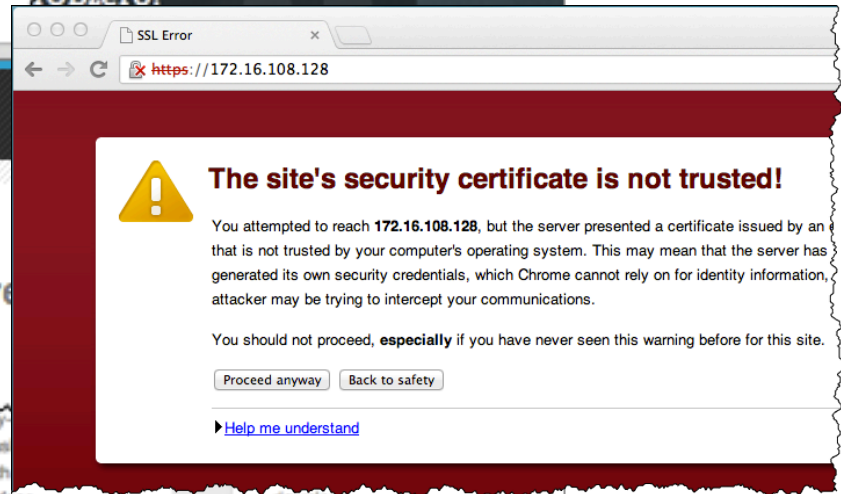 SSL Error
https://172.16.108.128
The site's security certificate is not trusted!
You attempted to reach 172.16.108.128, but the server presented a certificate issued by an
that is not trusted by your computer's operating system. This may mean that the server has
generated its own security credentials, which Chrome cannot rely on for identity information,
attacker may be trying to intercept your communications.
You should not proceed, especially if you have never seen this warning before for this site.
Proceed anyway
Back to safety
Help me understand